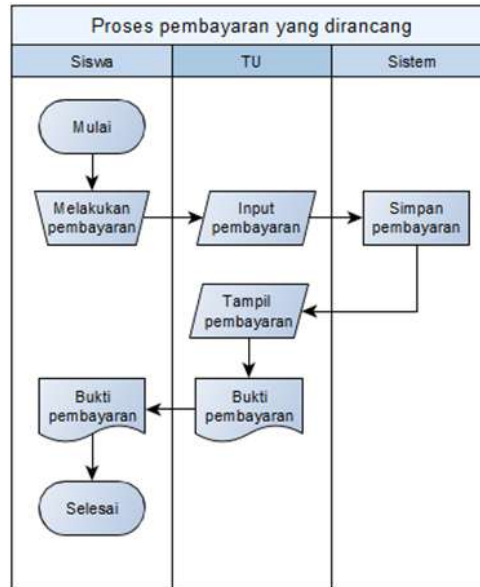 Proses pembayaran yang dirancang
Siswa
TU
Sistem
Mulai
Melakukan
pembayaran
Input
pembayaran
Simpan
pembayaran
Tampil
pembayaran
Bukti
pembayaran
Bukti
pembayaran
Selesai